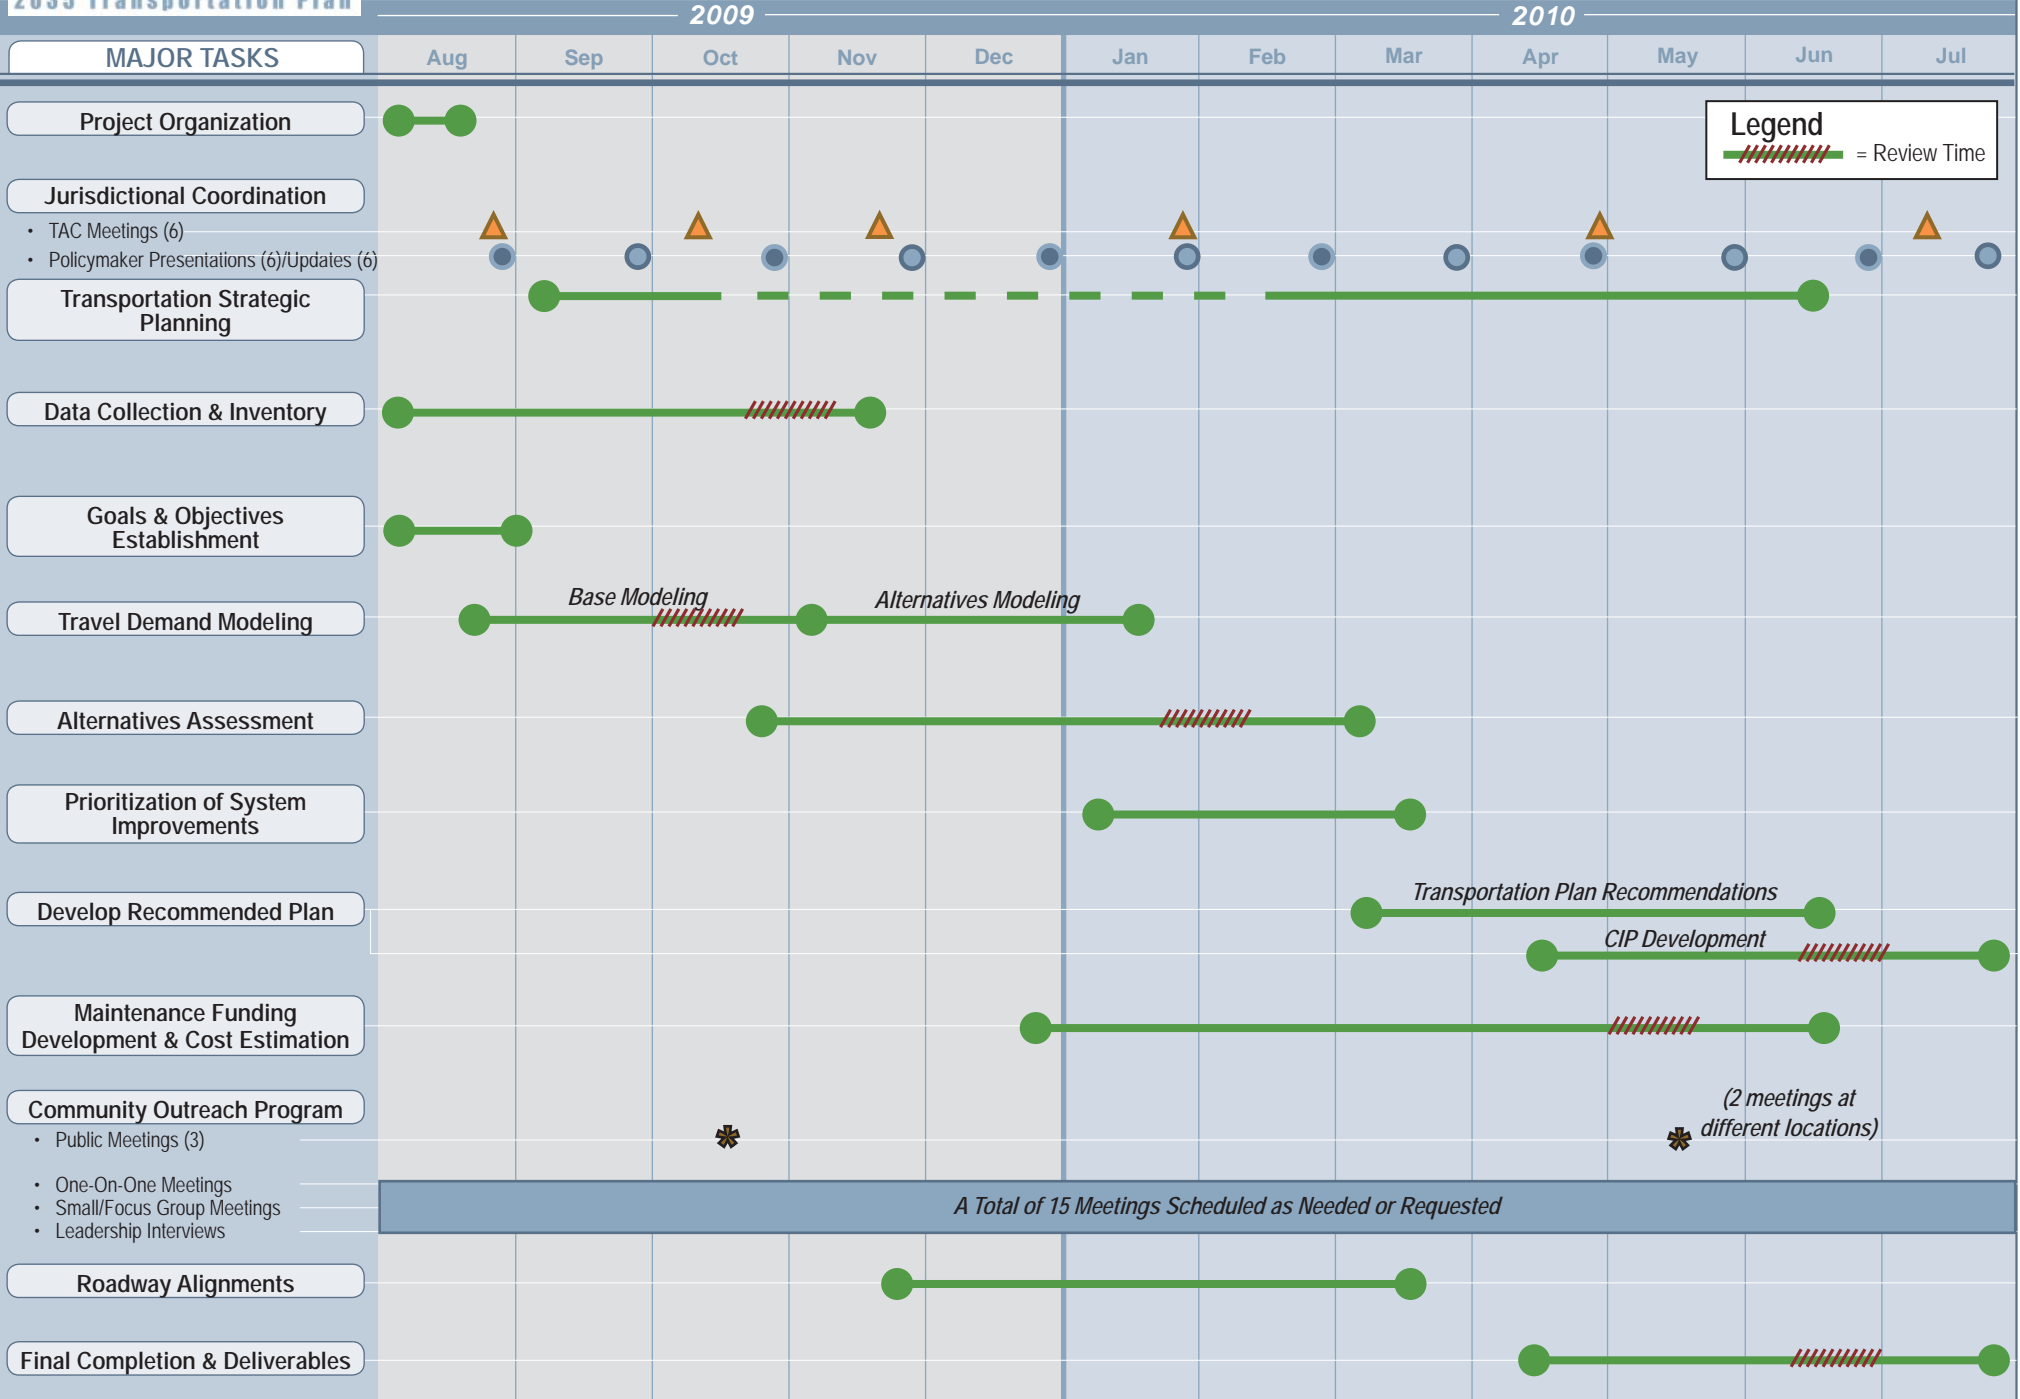 2035 Transportation Plan
2009
2010
MAJOR TASKS
Aug
Sep
Oct
Nov
Dec
Jan
Feb
Mar
Apr
May
Jun
Jul
Project Organization
Legend
= Review Time
Jurisdictional Coordination
• TAC Meetings (6)
• Policymaker Presentations (6)/Updates (6)
Transportation Strategic
Planning
Data Collection & Inventory
Goals & Objectives
Establishment
Base Modeling
Alternatives Modeling
Travel Demand Modeling
Alternatives Assessment
Prioritization of System
Improvements
Transportation Plan Recommendations
Develop Recommended Plan
CIP Development
Maintenance Funding
Development & Cost Estimation
Community Outreach Program
(2 meetings at
different locations)
• Public Meetings (3)
• One-On-One Meetings
• Small/Focus Group Meetings
• Leadership Interviews
A Total of 15 Meetings Scheduled as Needed or Requested
Roadway Alignments
Final Completion & Deliverables